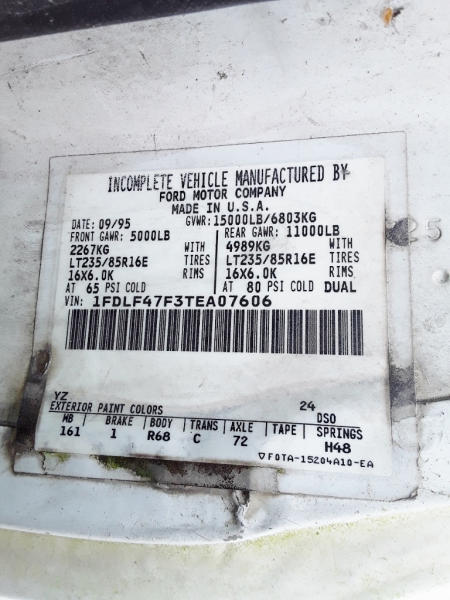 INCOMPLETE VEHICLE MANUFACTURED BY
FORD MOTOR COMPANY
MADE IN U.S.A.
DATE: 09/95 GVWR: 15000LB/6803KG
FRONT GAWR: 5000LB REAR GAWR: 11000LB
2267KG WITH 4989KG WITH
LT235/85R16E TIRES LT235/85R16E TIRES
16X6.0K RIMS 16X6.0K RIMS
AT 65 PSI COLD AT 80 PSI COLD DUAL
VIN: 1FDLF47F3TEA07606
YZ 24
EXTERIOR PAINT COLORS DSO
MB BRAKE BODY TRANS AXLE TAPE SPRINGS
161 1 R68 C 72 H48
▽F0TA-15204A10-EA
25